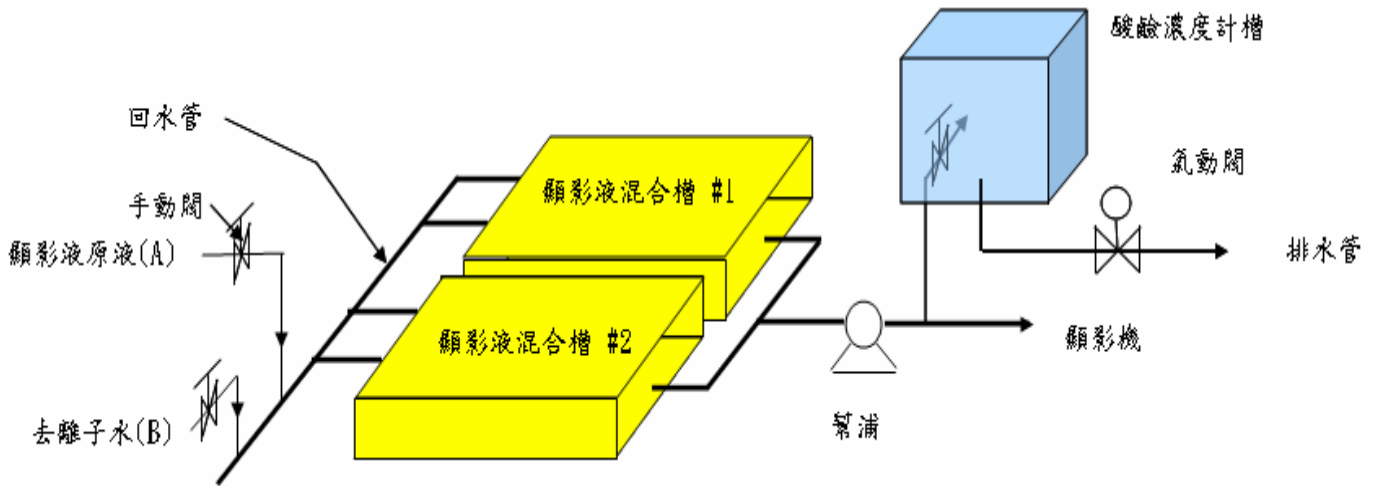 酸鹼濃度計槽
回水管
氣動閥
顯影液混合槽 #1
手動閥
顯影液原液(A)
排水管
顯影機
顯影液混合槽 #2
幫浦
去離子水(B)